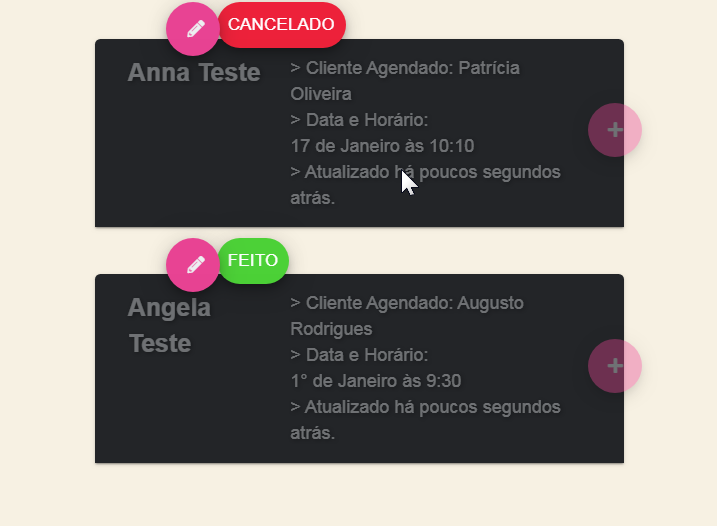 CANCELADO
Anna Teste
> Cliente Agendado: Patrícia
Oliveira
> Data e Horário:
17 de Janeiro às 10:10
> Atualizado há poucos segundos
atrás.
FEITO
Angela
Teste
> Cliente Agendado: Augusto
Rodrigues
> Data e Horário:
1° de Janeiro às 9:30
> Atualizado há poucos segundos
atrás.